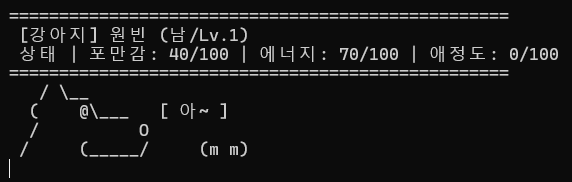 ==================================================
[강아지] 원빈 (남/Lv.1)
상태 | 포만감: 40/100 | 에너지: 70/100 | 애정도: 0/100
==================================================
   / \__
  (    @\___   [ 아~ ]
  /         O
 /     (_____/     (m m)